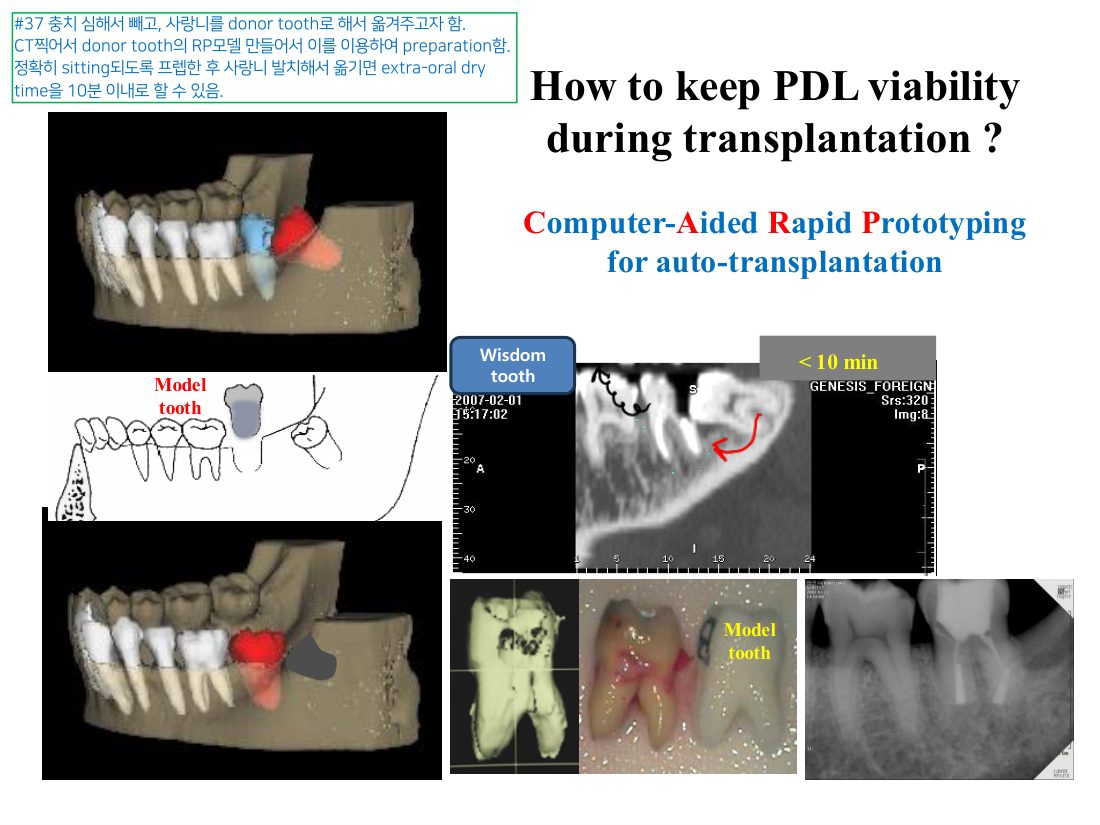 #37 충치 심해서 빼고, 사랑니를 donor tooth로 해서 옮겨주고자 함.
CT찍어서 donor tooth의 RP모델 만들어서 이를 이용하여 preparation함.
정확히 sitting되도록 프렙한 후 사랑니 발치해서 옮기면 extra-oral dry
time을 10분 이내로 할 수 있음.
How to keep PDL viability
during transplantation ?
Computer-Aided Rapid Prototyping
for auto-transplantation
Wisdom
tooth
< 10 min
2007-02-01
15:17:02
GENESIS_FOREIGN
Srs:320
Img:8
S
A
P
I
20
30
40
5
10
15
20
24
Model
tooth
Model
tooth